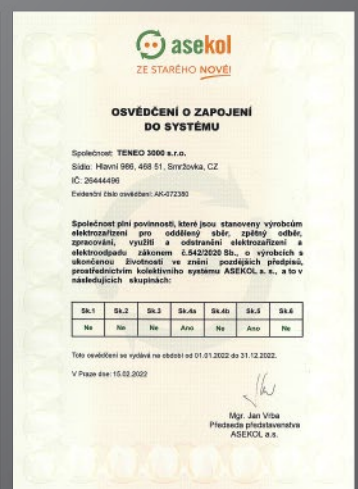 asekol
ZE STARÉHO NOVÉ!
OSVĚDČENÍ O ZAPOJENÍ
DO SYSTÉMU
Společnost: TENEO 3000 s.r.o.
Sídlo: Hlavní 986, 468 51, Smržovka, CZ
IČ: 26444496
Evidenční číslo osvědčení: AK-072380
Společnost plní povinnosti, které jsou stanoveny výrobcům
elektrozařízení pro oddělený sběr, zpětný odběr,
zpracování, využití a odstranění elektrozařízení a
elektroodpadu zákonem č.542/2020 Sb., o výrobcích s
ukončenou životností ve znění pozdějších předpisů,
prostřednictvím kolektivního systému ASEKOL a. s., a to v
následujících skupinách:
Sk.1 Sk.2 Sk.3 Sk.4a Sk.4b Sk.5 Sk.6
Ne Ne Ne Ano Ne Ano Ne
Toto osvědčení se vydává na období od 01.01.2022 do 31.12.2022.
V Praze dne: 15.02.2022
Mgr. Jan Vrba
Předseda představenstva
ASEKOL a.s.